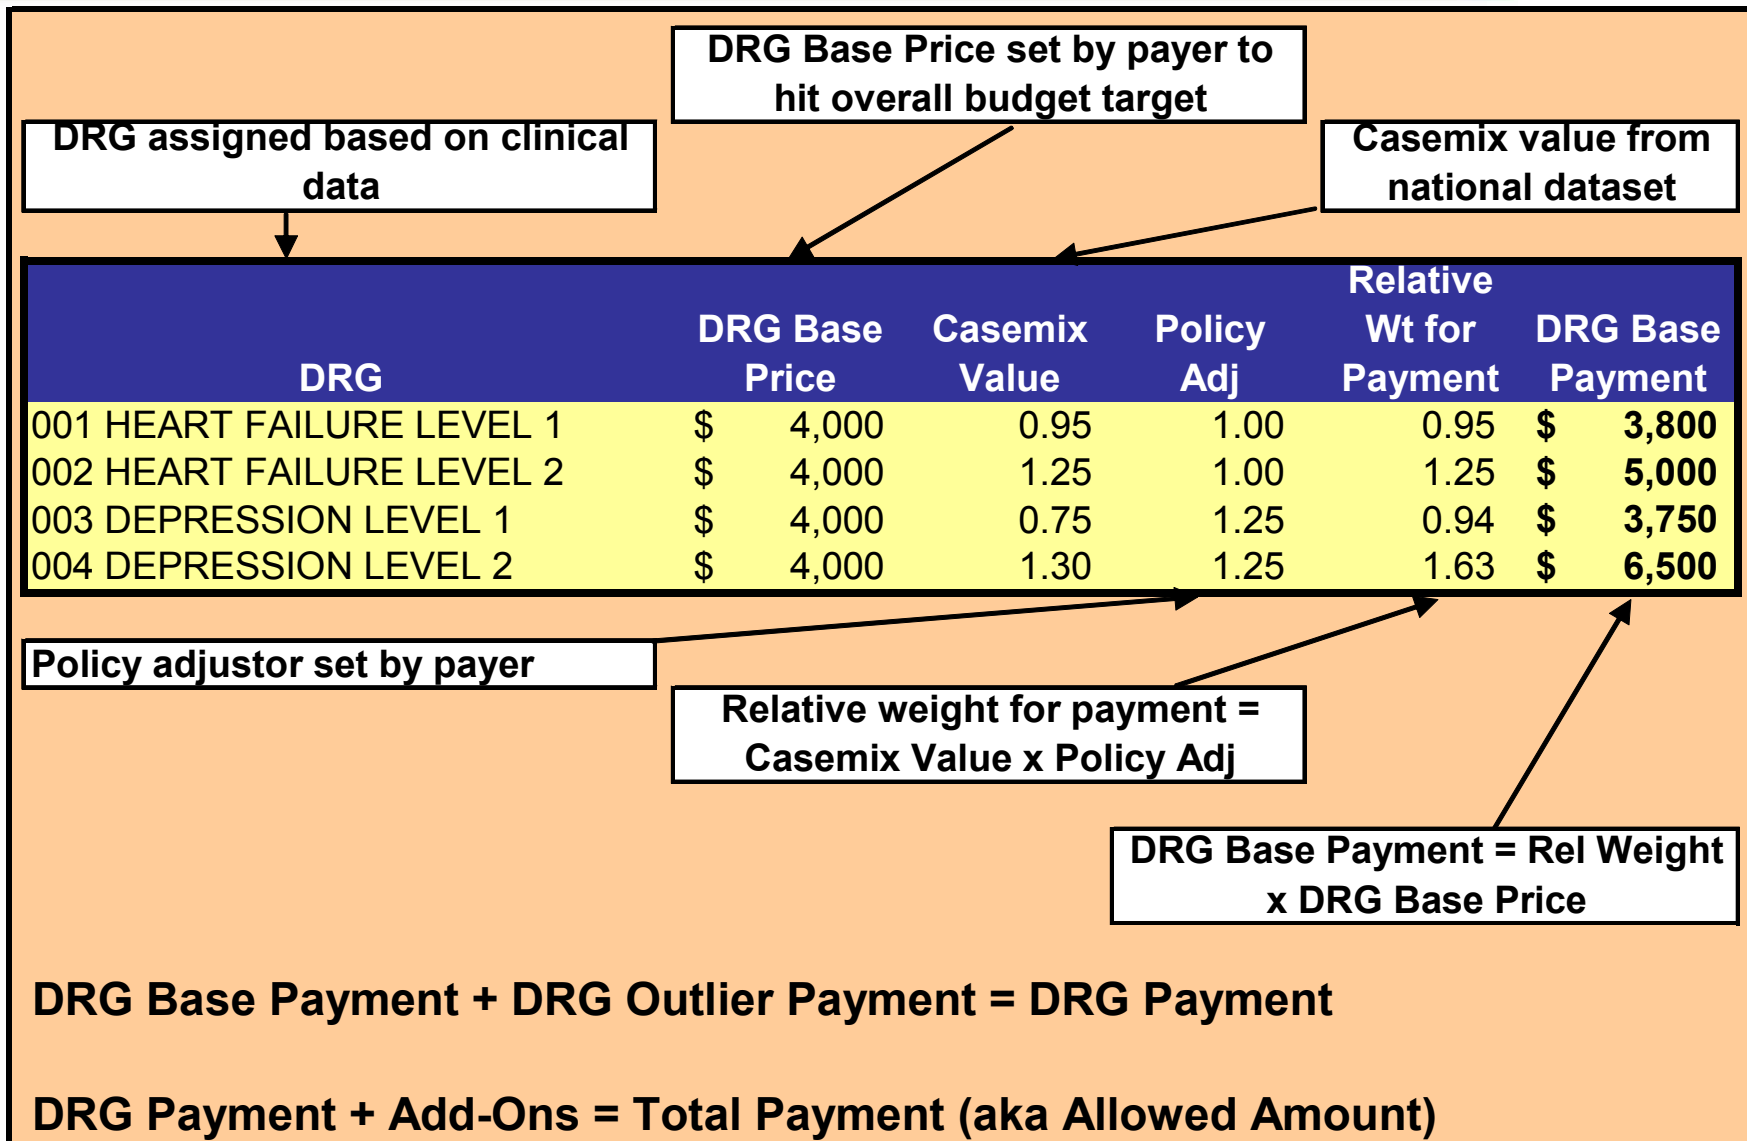 DRG Base Price set by payer to
hit overall budget target
DRG assigned based on clinical
data
Casemix value from
national dataset
Relative
DRG Base Casemix Policy Wt for DRG Base
DRG Price Value Adj Payment Payment
001 HEART FAILURE LEVEL 1 $ 4,000 0.95 1.00 0.95 $ 3,800
002 HEART FAILURE LEVEL 2 $ 4,000 1.25 1.00 1.25 $ 5,000
003 DEPRESSION LEVEL 1 $ 4,000 0.75 1.25 0.94 $ 3,750
004 DEPRESSION LEVEL 2 $ 4,000 1.30 1.25 1.63 $ 6,500
Policy adjustor set by payer
Relative weight for payment =
Casemix Value x Policy Adj
DRG Base Payment = Rel Weight
x DRG Base Price
DRG Base Payment + DRG Outlier Payment = DRG Payment
DRG Payment + Add-Ons = Total Payment (aka Allowed Amount)